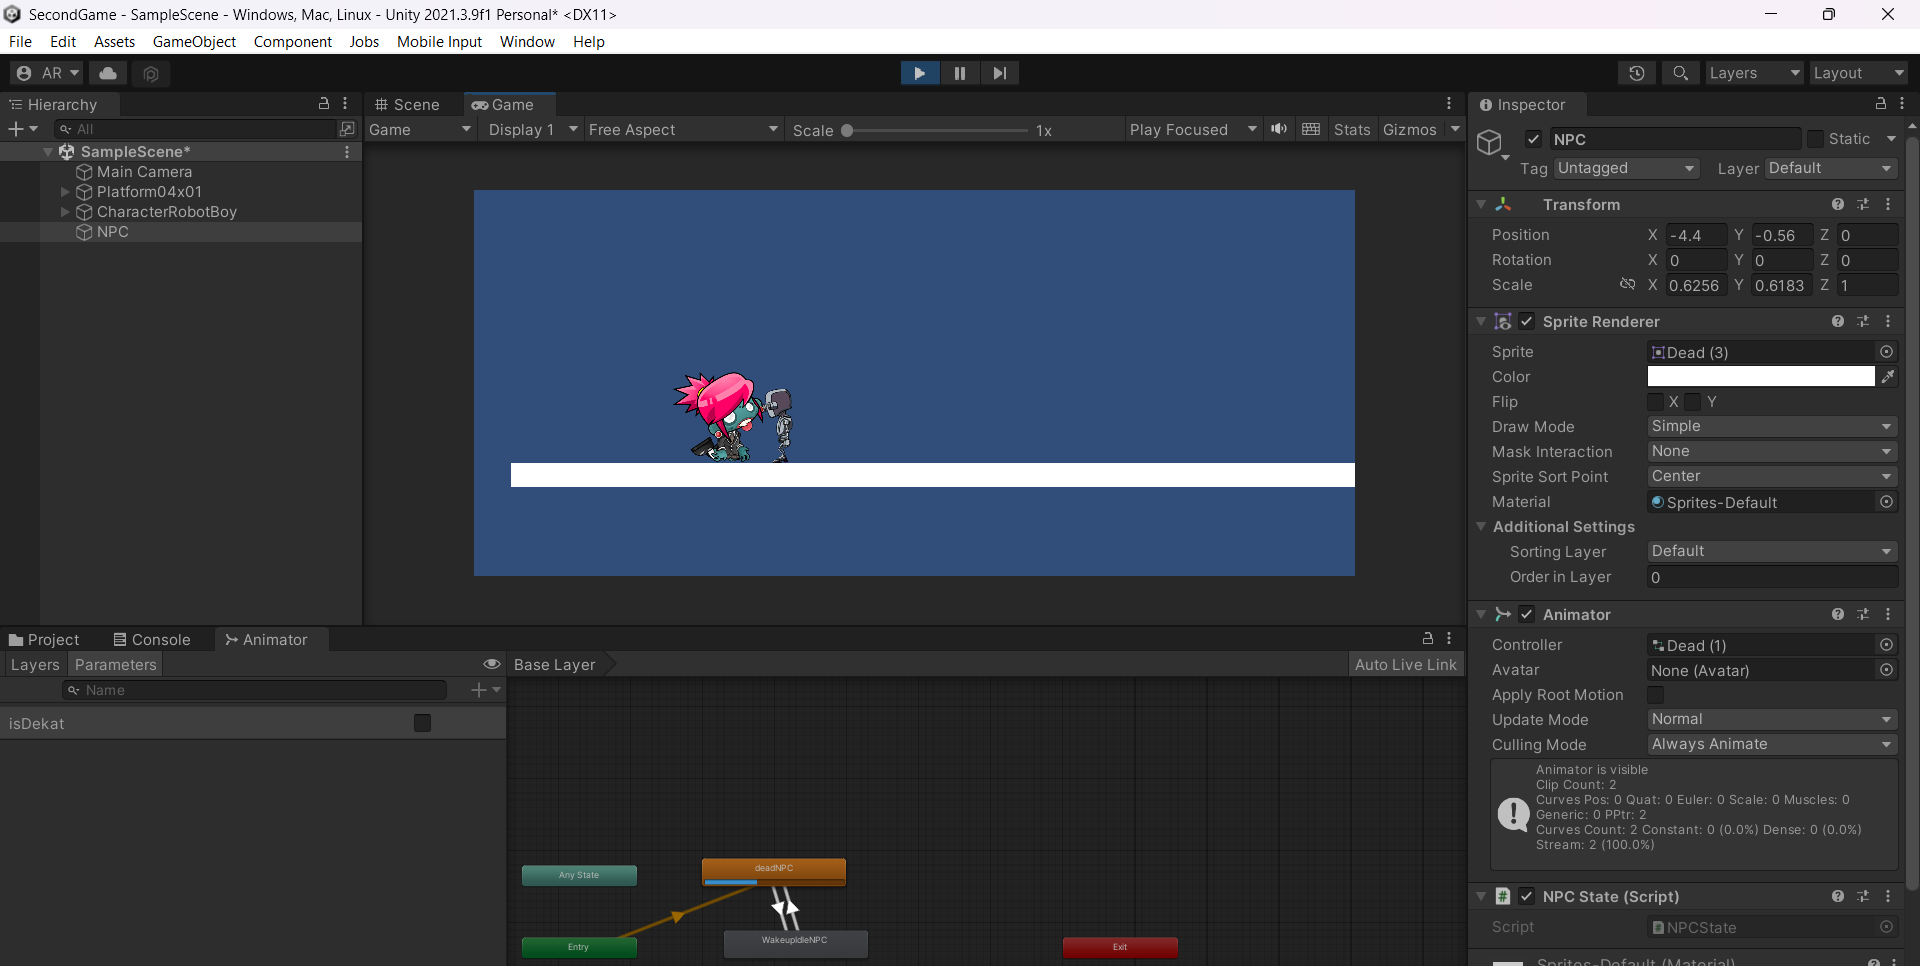 SecondGame - SampleScene - Windows, Mac, Linux - Unity 2021.3.9f1 Personal* <DX11>
File Edit Assets GameObject Component Jobs Mobile Input Window Help
AR Layers Layout
Hierarchy
All
SampleScene*
Main Camera
Platform04x01
CharacterRobotBoy
NPC
Scene Game
Game Display 1 Free Aspect Scale 1x Play Focused Stats Gizmos
Inspector
NPC Static
Tag Untagged Layer Default
Transform
Position X -4.4 Y -0.56 Z 0
Rotation X 0 Y 0 Z 0
Scale X 0.6256 Y 0.6183 Z 1
Sprite Renderer
Sprite Dead (3)
Color
Flip X Y
Draw Mode Simple
Mask Interaction None
Sprite Sort Point Center
Material Sprites-Default
Additional Settings
Sorting Layer Default
Order in Layer 0
Animator
Controller Dead (1)
Avatar None (Avatar)
Apply Root Motion
Update Mode Normal
Culling Mode Always Animate
Animator is visible
Clip Count: 2
Curves Pos: 0 Quat: 0 Euler: 0 Scale: 0 Muscles: 0
Generic: 0 PPtr: 2
Curves Count: 2 Constant: 0 (0.0%) Dense: 0 (0.0%)
Stream: 2 (100.0%)
NPC State (Script)
Script NPCState
Sprites-Default (Material)
Project Console Animator
Layers Parameters Base Layer Auto Live Link
Name
isDekat
Any State
deadNPC
Entry
WakeupIdleNPC
Exit